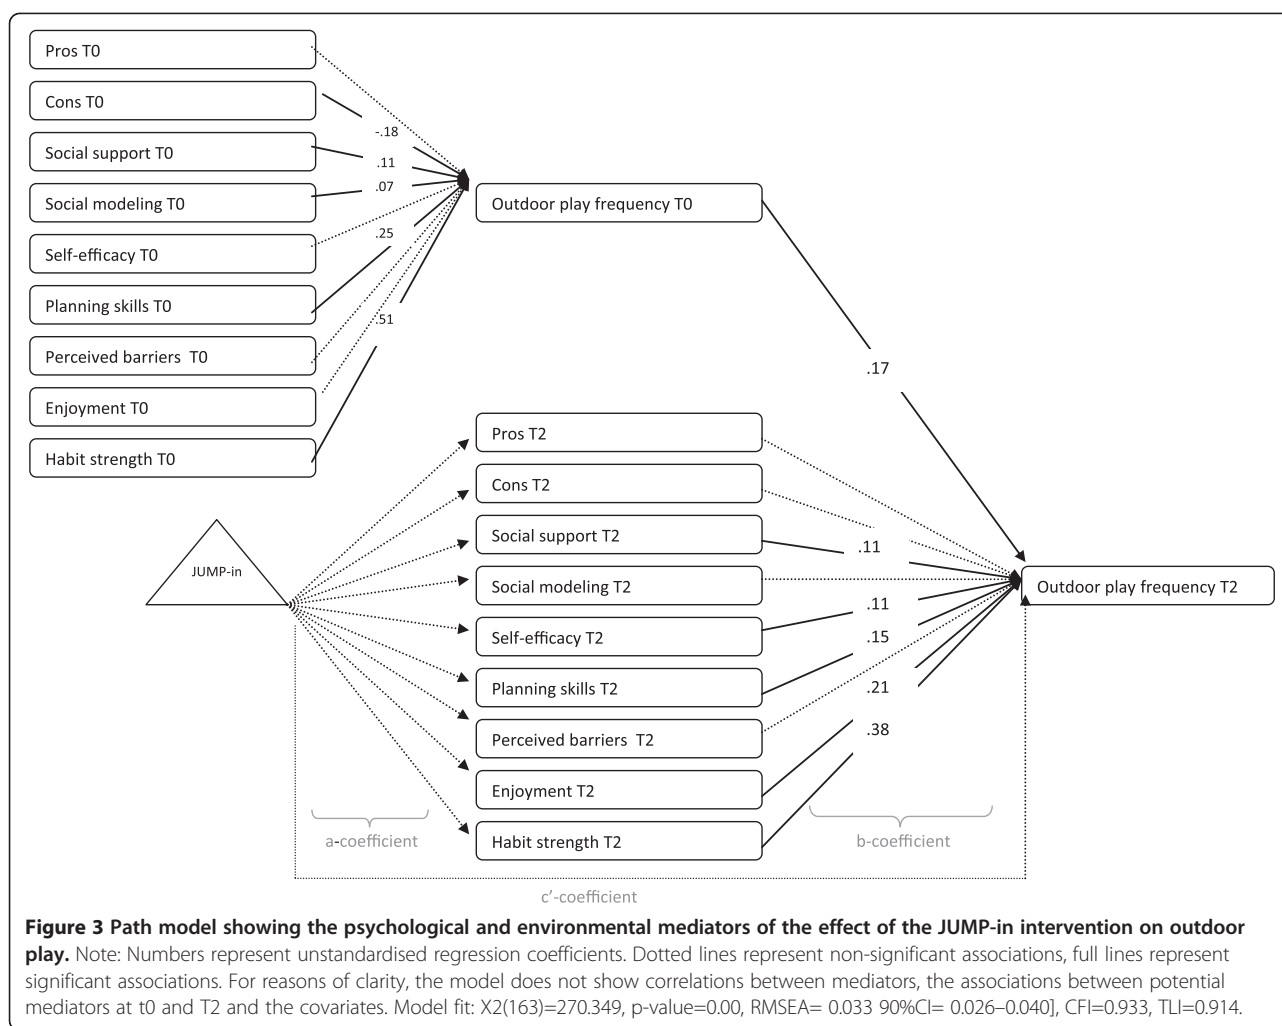 Pros T0
Cons T0
Social support T0
Social modeling T0
Self-efficacy T0
Planning skills T0
Perceived barriers T0
Enjoyment T0
Habit strength T0
-.18
.11
.07
.25
.51
Outdoor play frequency T0
.17
JUMP-in
Pros T2
Cons T2
Social support T2
Social modeling T2
Self-efficacy T2
Planning skills T2
Perceived barriers T2
Enjoyment T2
Habit strength T2
.11
.11
.15
.21
.38
Outdoor play frequency T2
a-coefficient
b-coefficient
c’-coefficient
Figure 3 Path model showing the psychological and environmental mediators of the effect of the JUMP-in intervention on outdoor
play. Note: Numbers represent unstandardised regression coefficients. Dotted lines represent non-significant associations, full lines represent
significant associations. For reasons of clarity, the model does not show correlations between mediators, the associations between potential
mediators at t0 and T2 and the covariates. Model fit: X2(163)=270.349, p-value=0.00, RMSEA= 0.033 90%CI= 0.026–0.040], CFI=0.933, TLI=0.914.